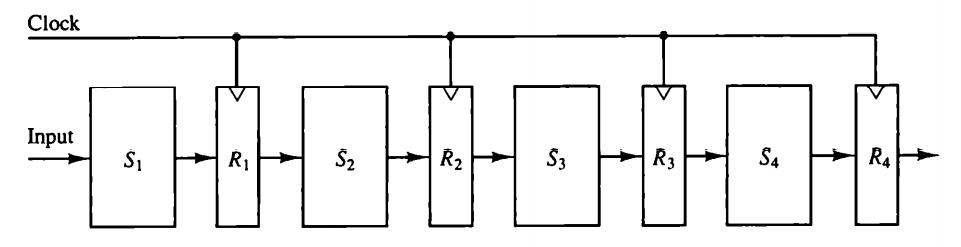 Clock
Input
S₁
R₁
S₂
R₂
S₃
R₃
S₄
R₄